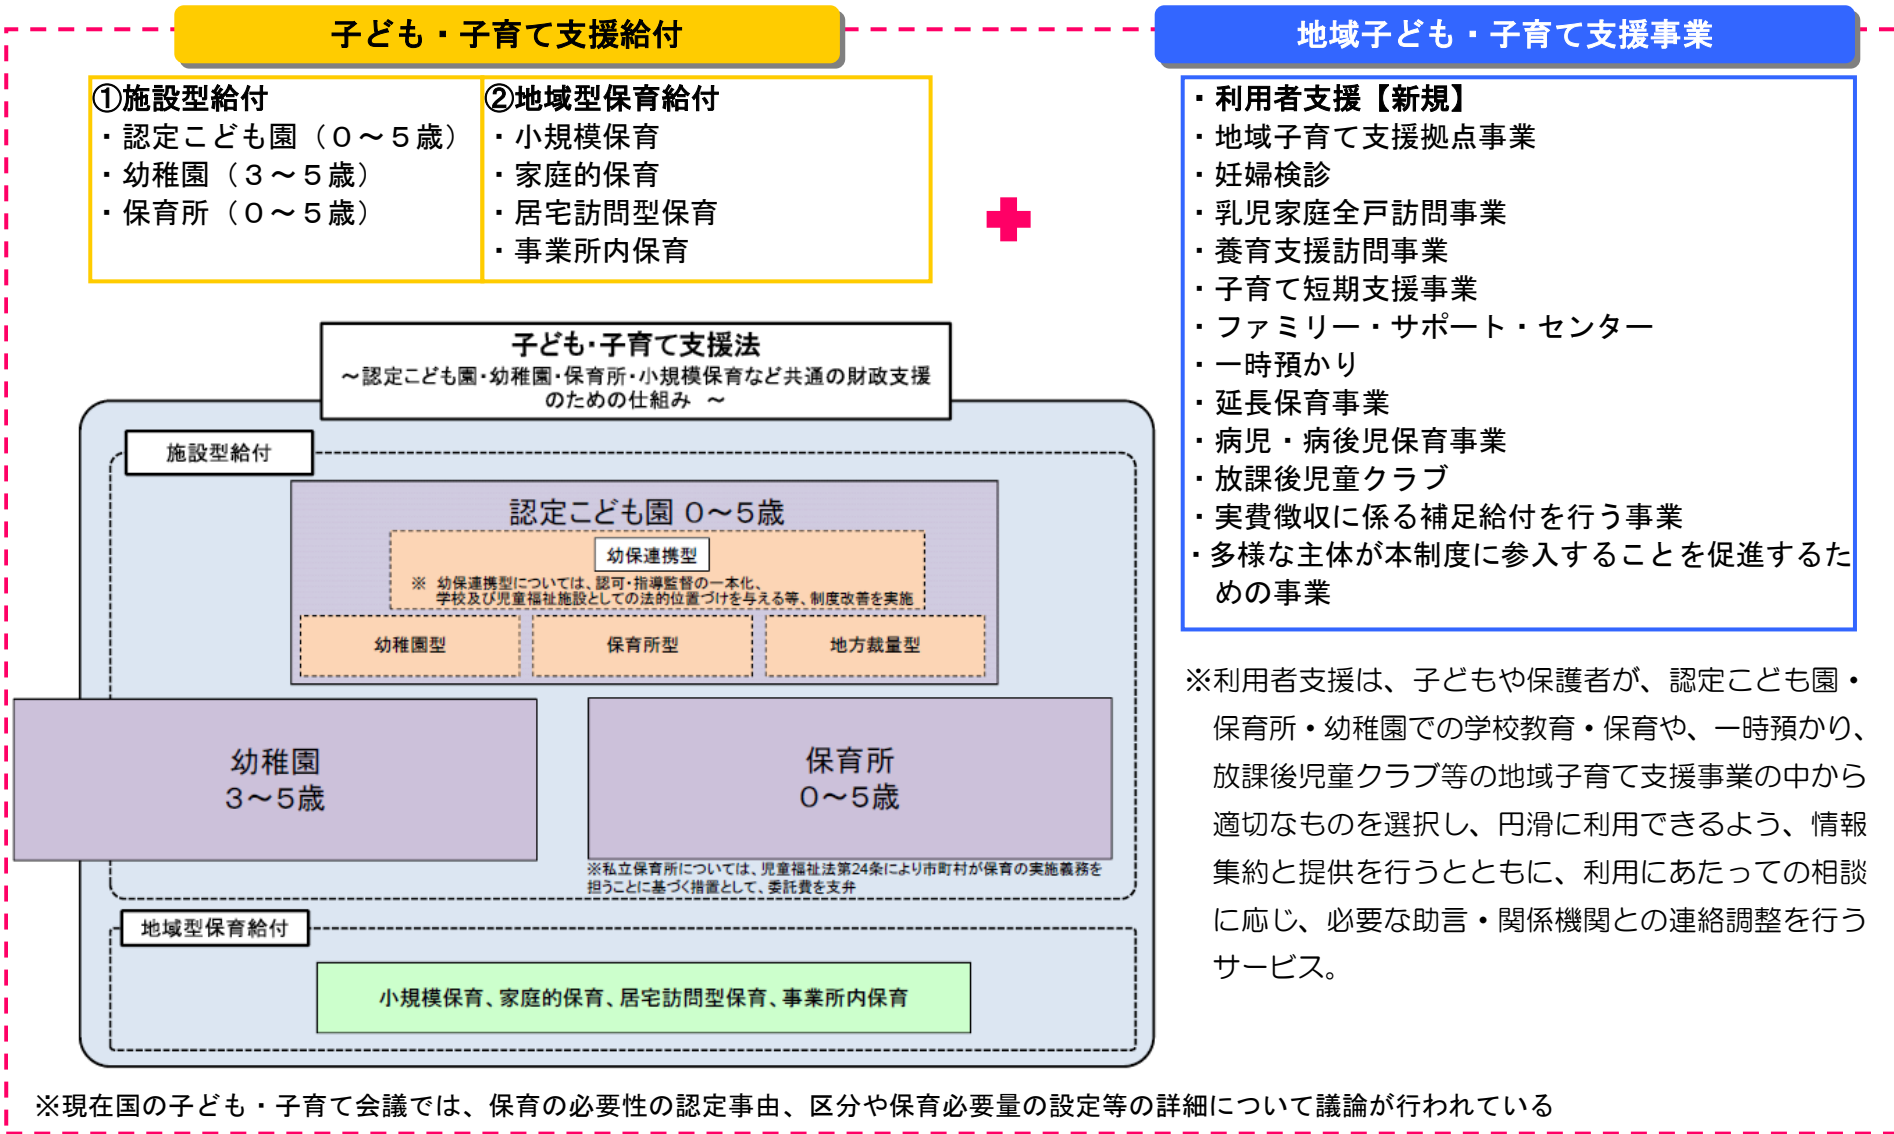 子ども・子育て支援給付
①施設型給付
・認定こども園（０～５歳）
・幼稚園（３～５歳）
・保育所（０～５歳）
②地域型保育給付
・小規模保育
・家庭的保育
・居宅訪問型保育
・事業所内保育
子ども・子育て支援法
～認定こども園・幼稚園・保育所・小規模保育など共通の財政支援
のための仕組み ～
施設型給付
認定こども園 ０～５歳
幼保連携型
※ 幼保連携型については、認可・指導監督の一本化、
学校及び児童福祉施設としての法的位置づけを与える等、制度改善を実施
幼稚園型
保育所型
地方裁量型
幼稚園
３～５歳
保育所
０～５歳
※私立保育所については、児童福祉法第24条により市町村が保育の実施義務を
担うことに基づく措置として、委託費を支弁
地域型保育給付
小規模保育、家庭的保育、居宅訪問型保育、事業所内保育
地域子ども・子育て支援事業
・利用者支援【新規】
・地域子育て支援拠点事業
・妊婦検診
・乳児家庭全戸訪問事業
・養育支援訪問事業
・子育て短期支援事業
・ファミリー・サポート・センター
・一時預かり
・延長保育事業
・病児・病後児保育事業
・放課後児童クラブ
・実費徴収に係る補足給付を行う事業
・多様な主体が本制度に参入することを促進するた
めの事業
※利用者支援は、子どもや保護者が、認定こども園・
保育所・幼稚園での学校教育・保育や、一時預かり、
放課後児童クラブ等の地域子育て支援事業の中から
適切なものを選択し、円滑に利用できるよう、情報
集約と提供を行うとともに、利用にあたっての相談
に応じ、必要な助言・関係機関との連絡調整を行う
サービス。
※現在国の子ども・子育て会議では、保育の必要性の認定事由、区分や保育必要量の設定等の詳細について議論が行われている